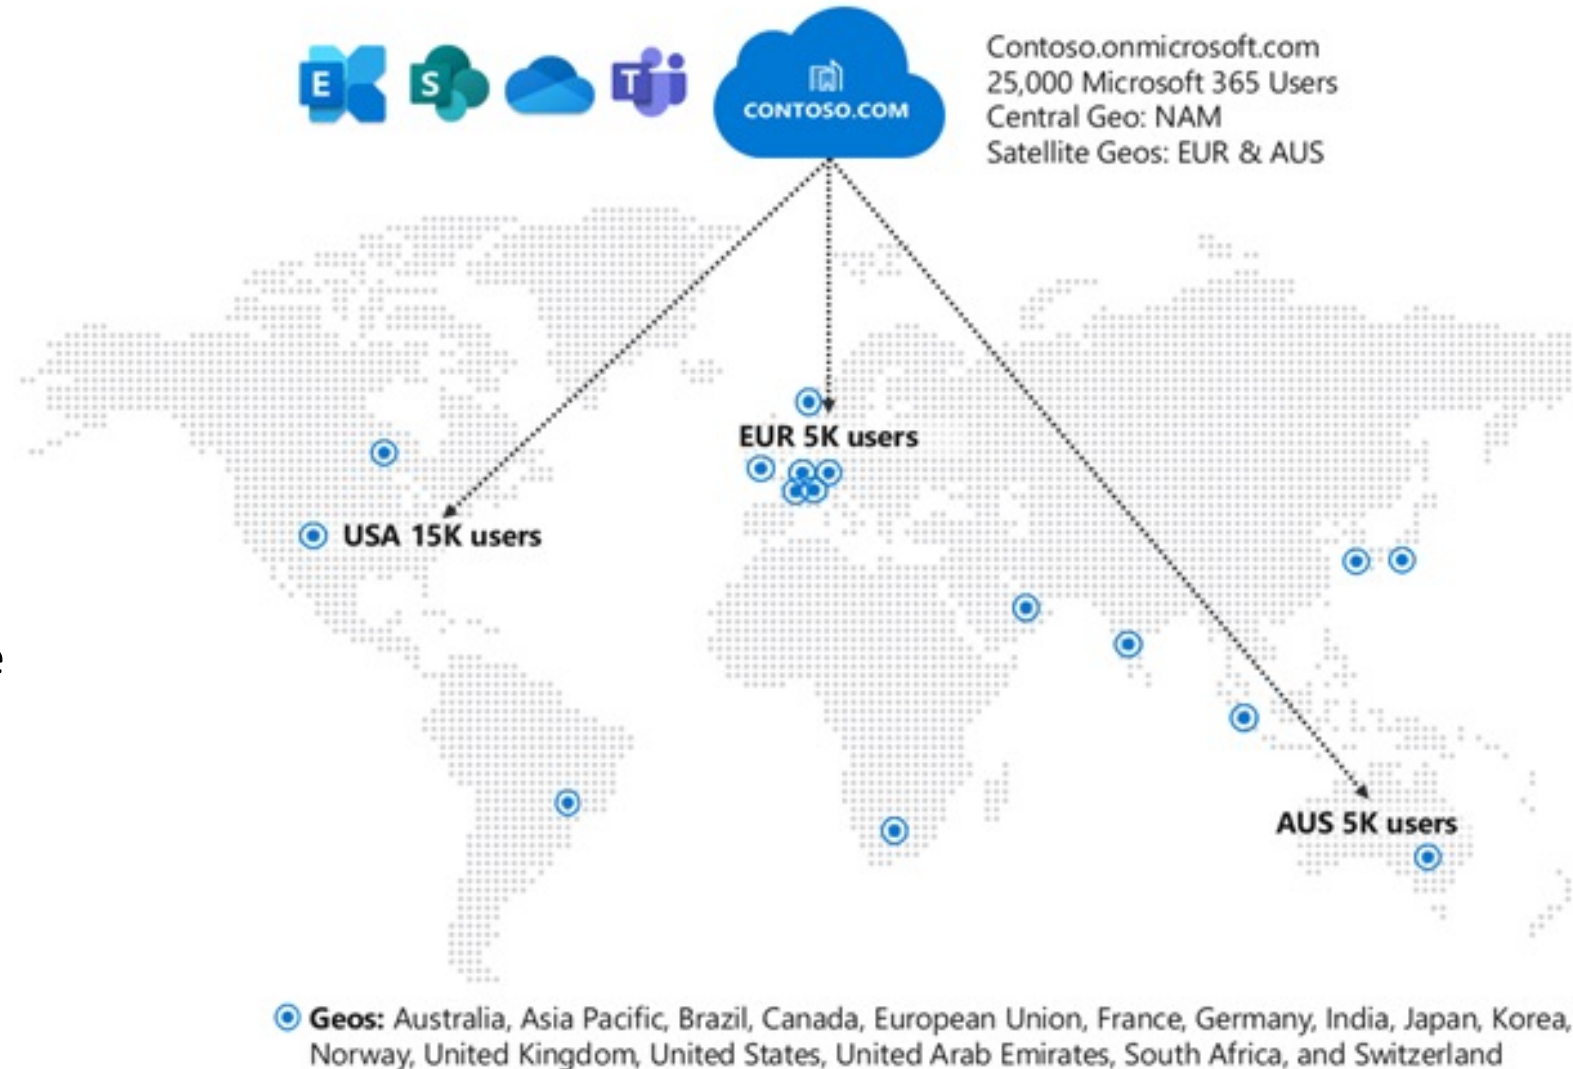 E
S
T
CONTOSO.COM
Contoso.onmicrosoft.com
25,000 Microsoft 365 Users
Central Geo: NAM
Satellite Geos: EUR & AUS
EUR 5K users
USA 15K users
e
AUS 5K users
Geos: Australia, Asia Pacific, Brazil, Canada, European Union, France, Germany, India, Japan, Korea,
Norway, United Kingdom, United States, United Arab Emirates, South Africa, and Switzerland